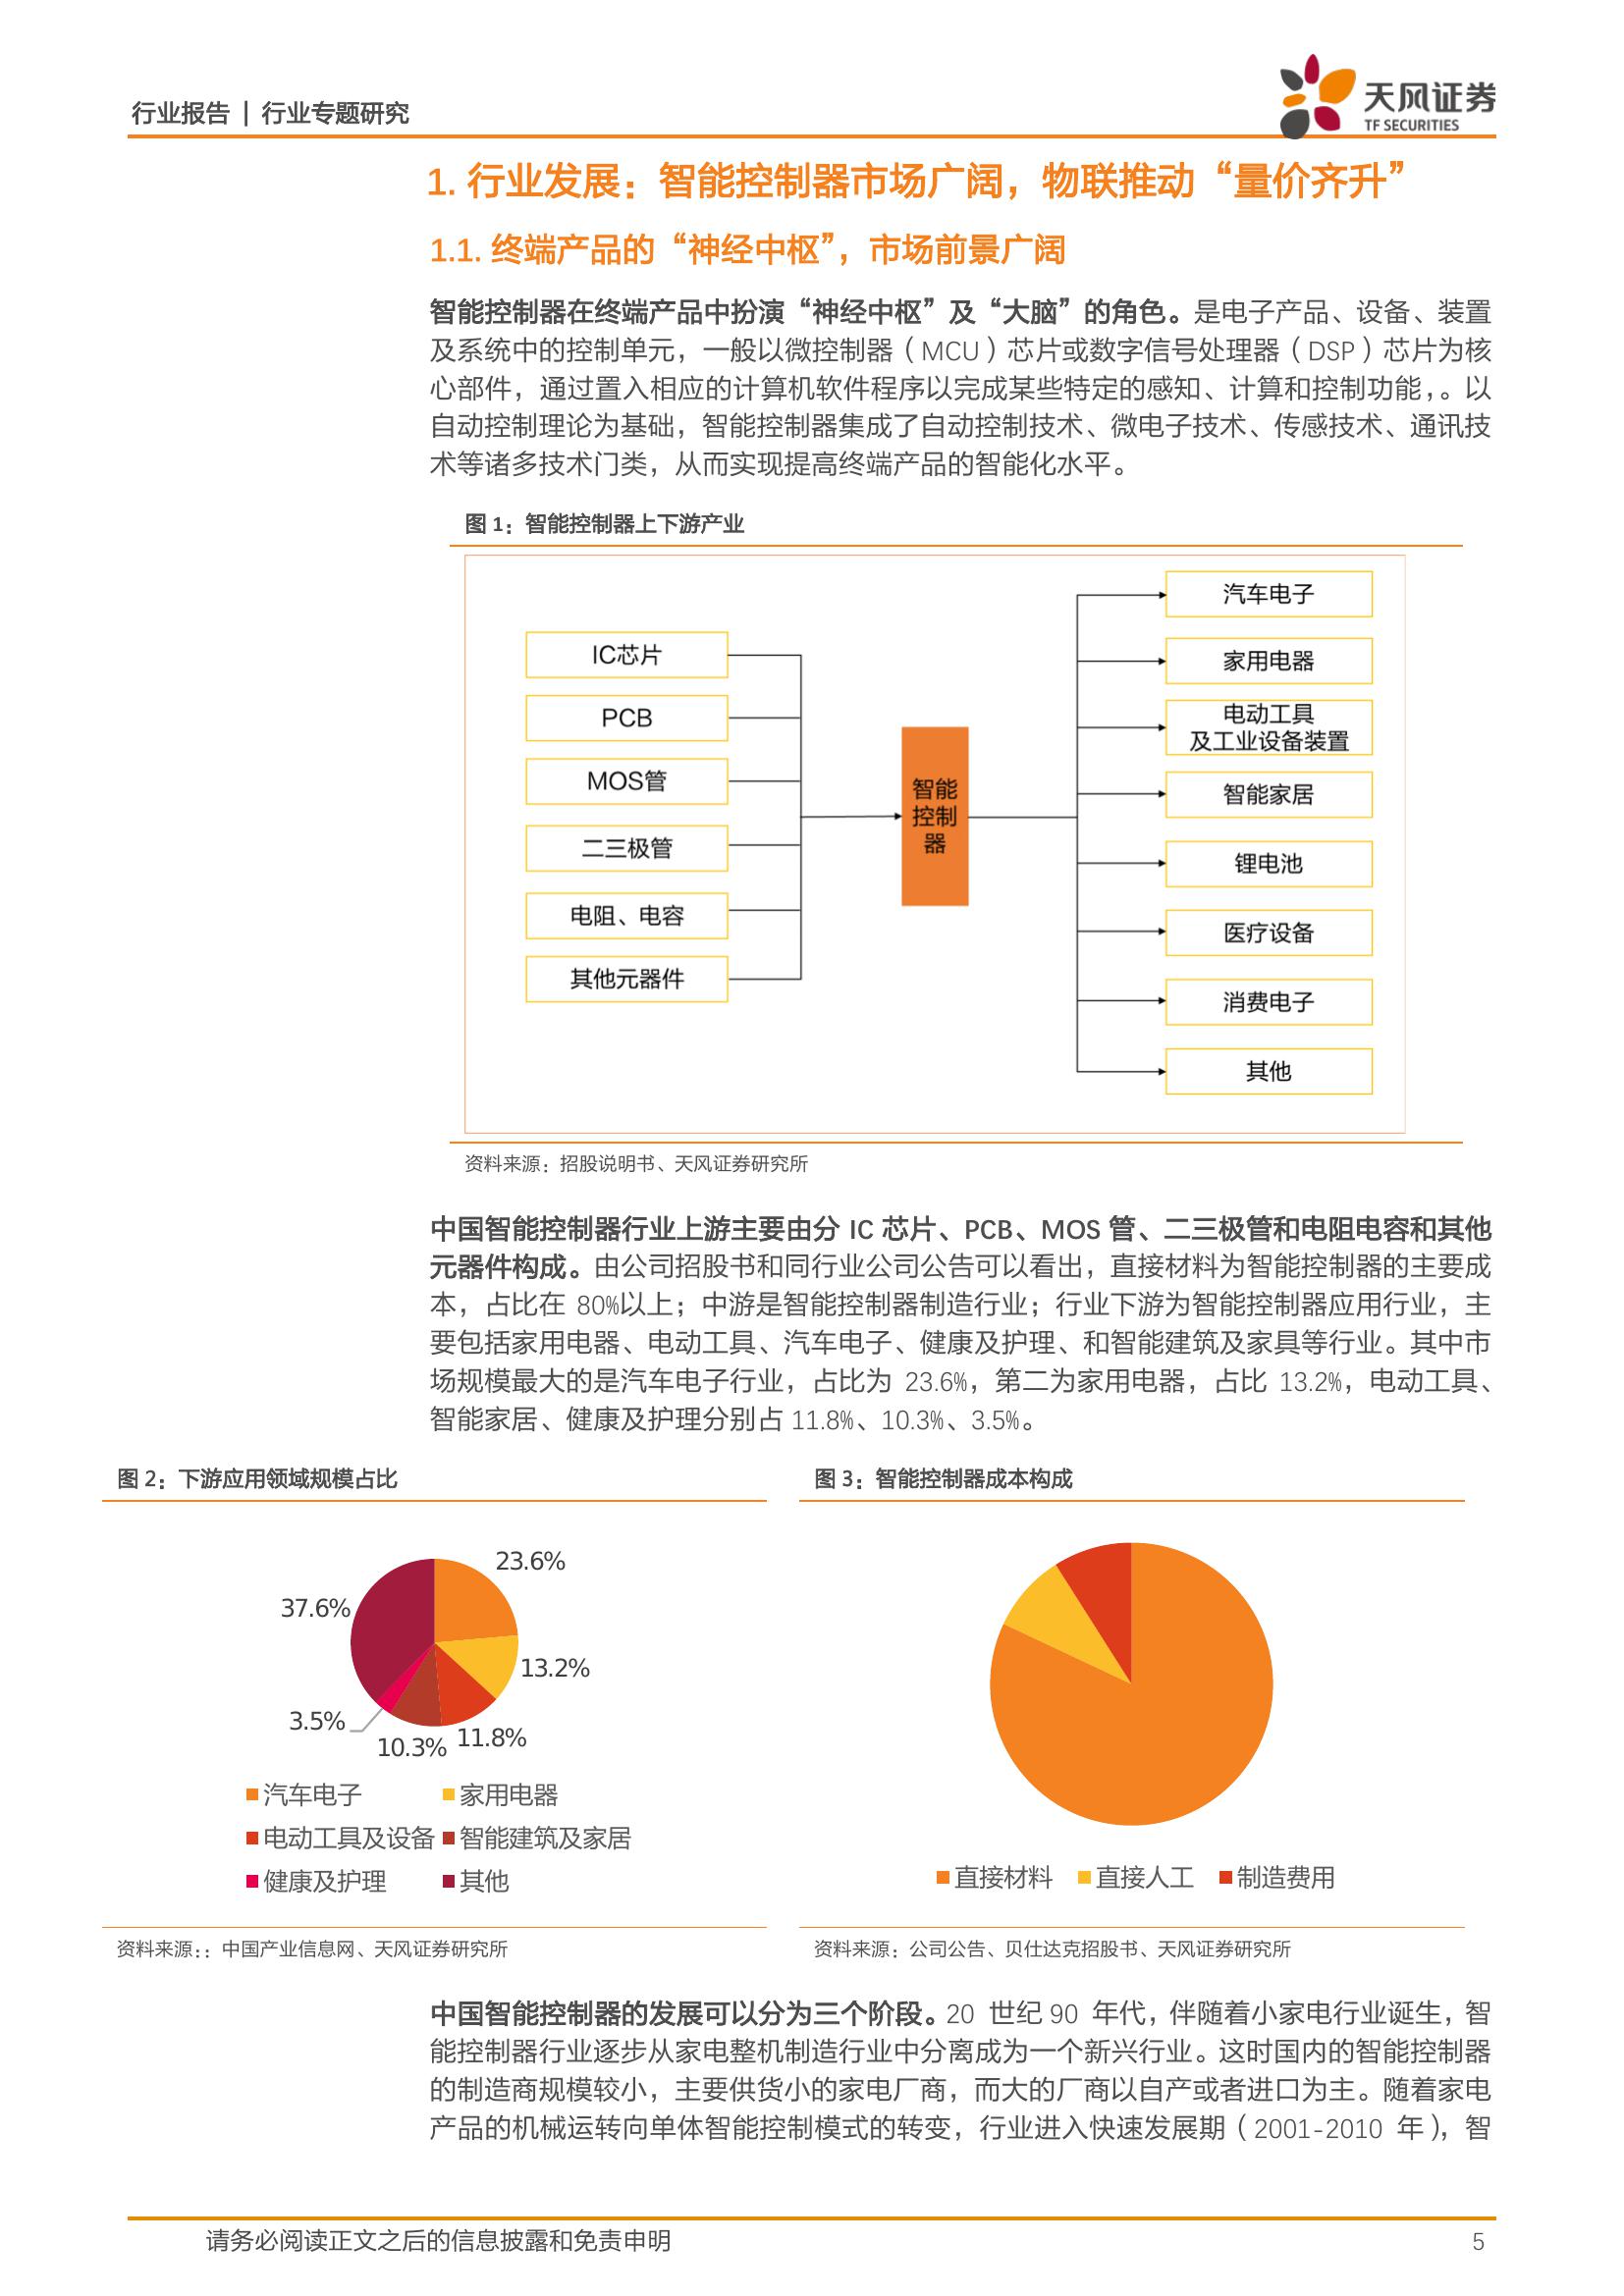 行业报告 | 行业专题研究
天风证券
TF SECURITIES
1. 行业发展：智能控制器市场广阔，物联推动“量价齐升”
1.1. 终端产品的“神经中枢”，市场前景广阔
智能控制器在终端产品中扮演“神经中枢”及“大脑”的角色。是电子产品、设备、装置
及系统中的控制单元，一般以微控制器（MCU）芯片或数字信号处理器（DSP）芯片为核
心部件，通过置入相应的计算机软件程序以完成某些特定的感知、计算和控制功能，。以
自动控制理论为基础，智能控制器集成了自动控制技术、微电子技术、传感技术、通讯技
术等诸多技术门类，从而实现提高终端产品的智能化水平。
图 1：智能控制器上下游产业
IC芯片
PCB
MOS管
二三极管
电阻、电容
其他元器件
智能
控制
器
汽车电子
家用电器
电动工具
及工业设备装置
智能家居
锂电池
医疗设备
消费电子
其他
资料来源：招股说明书、天风证券研究所
中国智能控制器行业上游主要由分 IC 芯片、PCB、MOS 管、二三极管和电阻电容和其他
元器件构成。由公司招股书和同行业公司公告可以看出，直接材料为智能控制器的主要成
本，占比在 80%以上；中游是智能控制器制造行业；行业下游为智能控制器应用行业，主
要包括家用电器、电动工具、汽车电子、健康及护理、和智能建筑及家具等行业。其中市
场规模最大的是汽车电子行业，占比为 23.6%，第二为家用电器，占比 13.2%，电动工具、
智能家居、健康及护理分别占 11.8%、10.3%、3.5%。
图 2：下游应用领域规模占比
23.6%
37.6%
13.2%
3.5%
10.3%
11.8%
汽车电子
家用电器
电动工具及设备
智能建筑及家居
健康及护理
其他
资料来源：：中国产业信息网、天风证券研究所
图 3：智能控制器成本构成
直接材料
直接人工
制造费用
资料来源：公司公告、贝仕达克招股书、天风证券研究所
中国智能控制器的发展可以分为三个阶段。20 世纪 90 年代，伴随着小家电行业诞生，智
能控制器行业逐步从家电整机制造行业中分离成为一个新兴行业。这时国内的智能控制器
的制造商规模较小，主要供货小的家电厂商，而大的厂商以自产或者进口为主。随着家电
产品的机械运转向单体智能控制模式的转变，行业进入快速发展期（2001-2010 年），智
请务必阅读正文之后的信息披露和免责申明
5